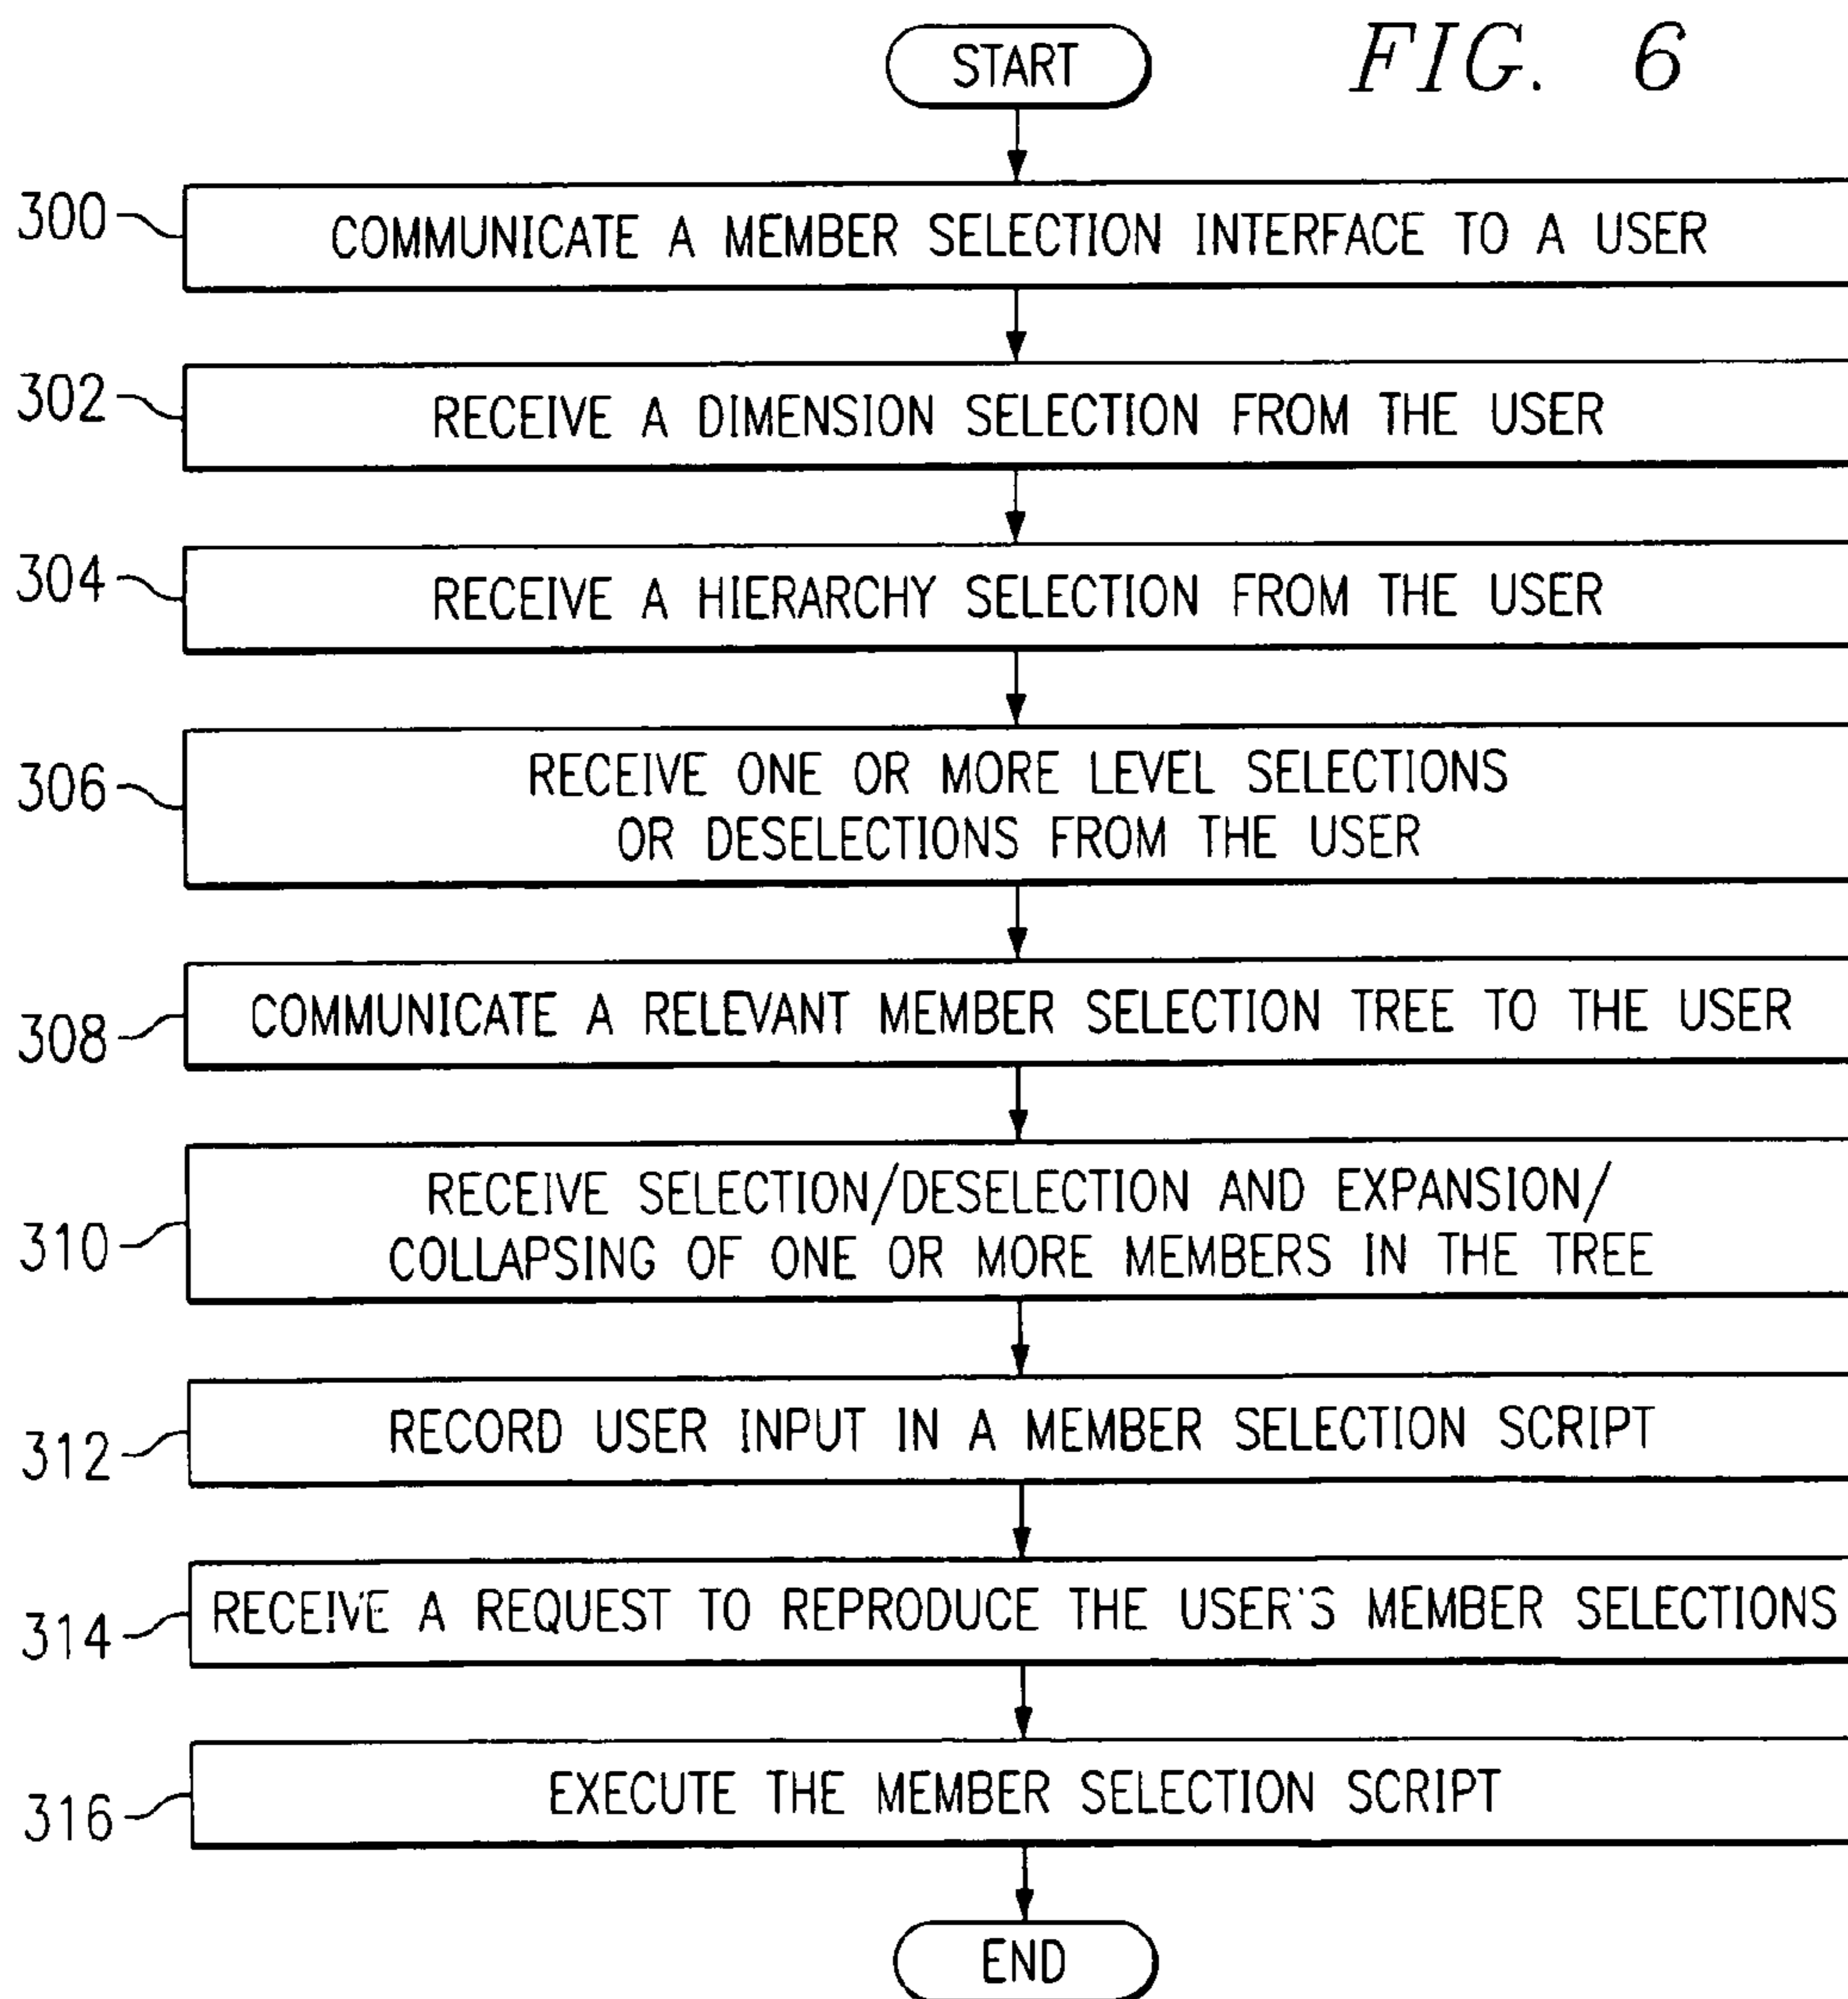 START
FIG. 6
300
COMMUNICATE A MEMBER SELECTION INTERFACE TO A USER
302
RECEIVE A DIMENSION SELECTION FROM THE USER
304
RECEIVE A HIERARCHY SELECTION FROM THE USER
306
RECEIVE ONE OR MORE LEVEL SELECTIONS
OR DESELECTIONS FROM THE USER
308
COMMUNICATE A RELEVANT MEMBER SELECTION TREE TO THE USER
310
RECEIVE SELECTION/DESELECTION AND EXPANSION/
COLLAPSING OF ONE OR MORE MEMBERS IN THE TREE
312
RECORD USER INPUT IN A MEMBER SELECTION SCRIPT
314
RECEIVE A REQUEST TO REPRODUCE THE USER'S MEMBER SELECTIONS
316
EXECUTE THE MEMBER SELECTION SCRIPT
END